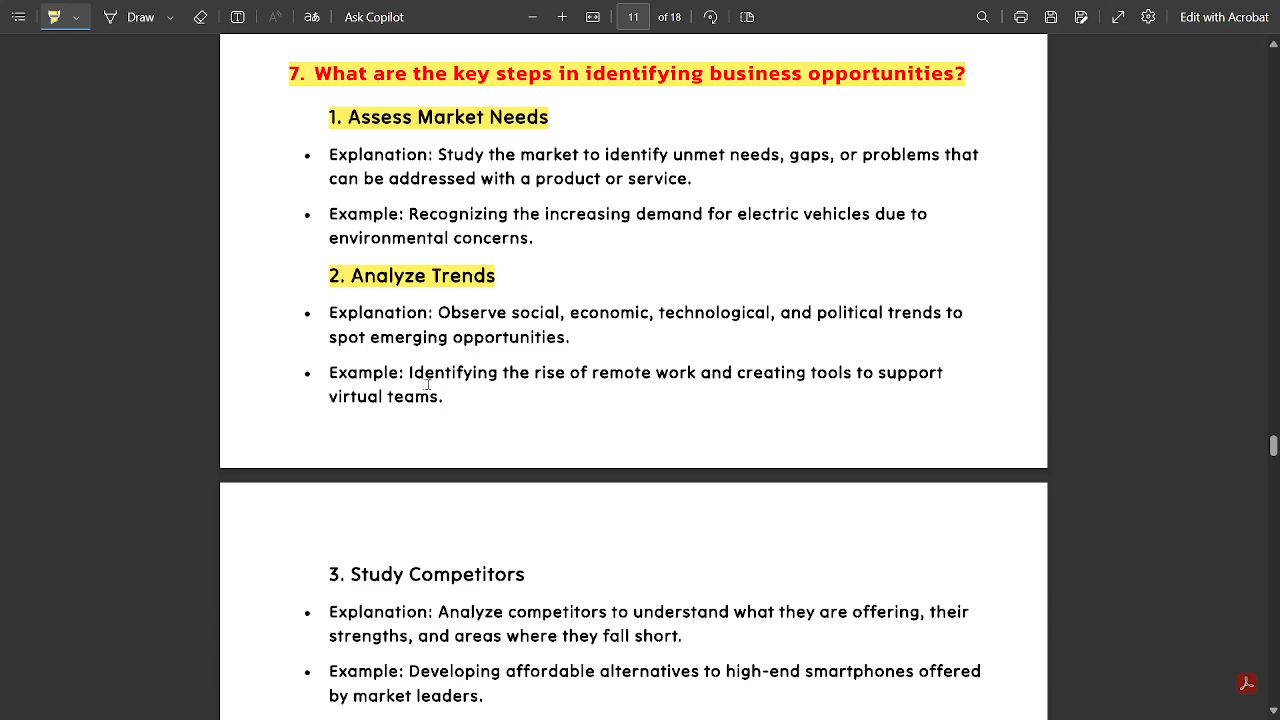 Draw
Ask Copilot
11 of 18
Edit with Acrobat
7. What are the key steps in identifying business opportunities?
1. Assess Market Needs
• Explanation: Study the market to identify unmet needs, gaps, or problems that
can be addressed with a product or service.
• Example: Recognizing the increasing demand for electric vehicles due to
environmental concerns.
2. Analyze Trends
• Explanation: Observe social, economic, technological, and political trends to
spot emerging opportunities.
• Example: Identifying the rise of remote work and creating tools to support
virtual teams.
3. Study Competitors
• Explanation: Analyze competitors to understand what they are offering, their
strengths, and areas where they fall short.
• Example: Developing affordable alternatives to high-end smartphones offered
by market leaders.